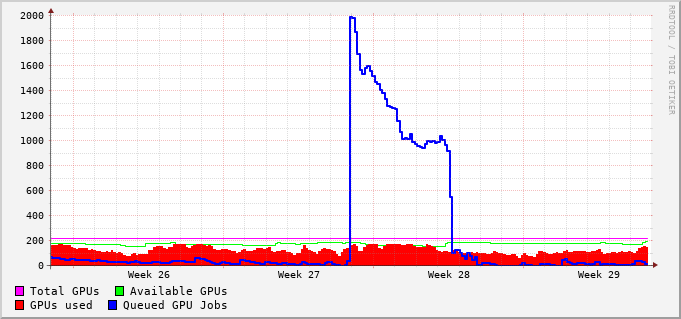 2000
1800
1600
1400
1200
1000
800
600
400
200
0
Week 26 Week 27 Week 28 Week 29
Total GPUs Available GPUs
GPUs used Queued GPU Jobs
RRDTOOL / TOBI OETIKER